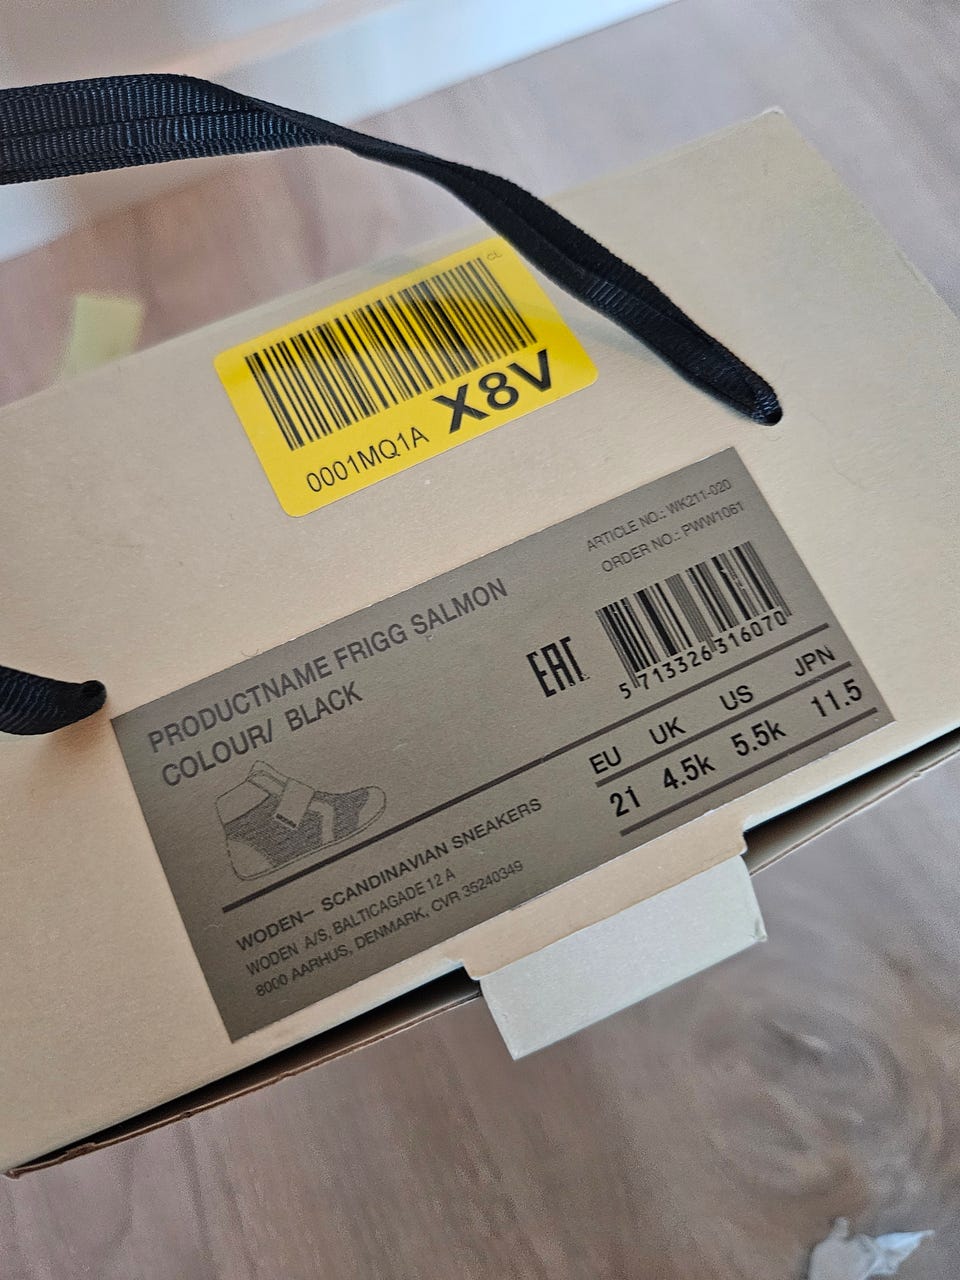 CL
0001MQ1A X8V
ARTICLE NO.: WK211-020
ORDER NO.: PWW1061
PRODUCTNAME FRIGG SALMON
COLOUR/ BLACK
EAC
5 713326 316070
EU UK US JPN
21 4.5k 5.5k 11.5
WODEN– SCANDINAVIAN SNEAKERS
WODEN A/S, BALTICAGADE 12 A
8000 AARHUS, DENMARK, CVR 35240349